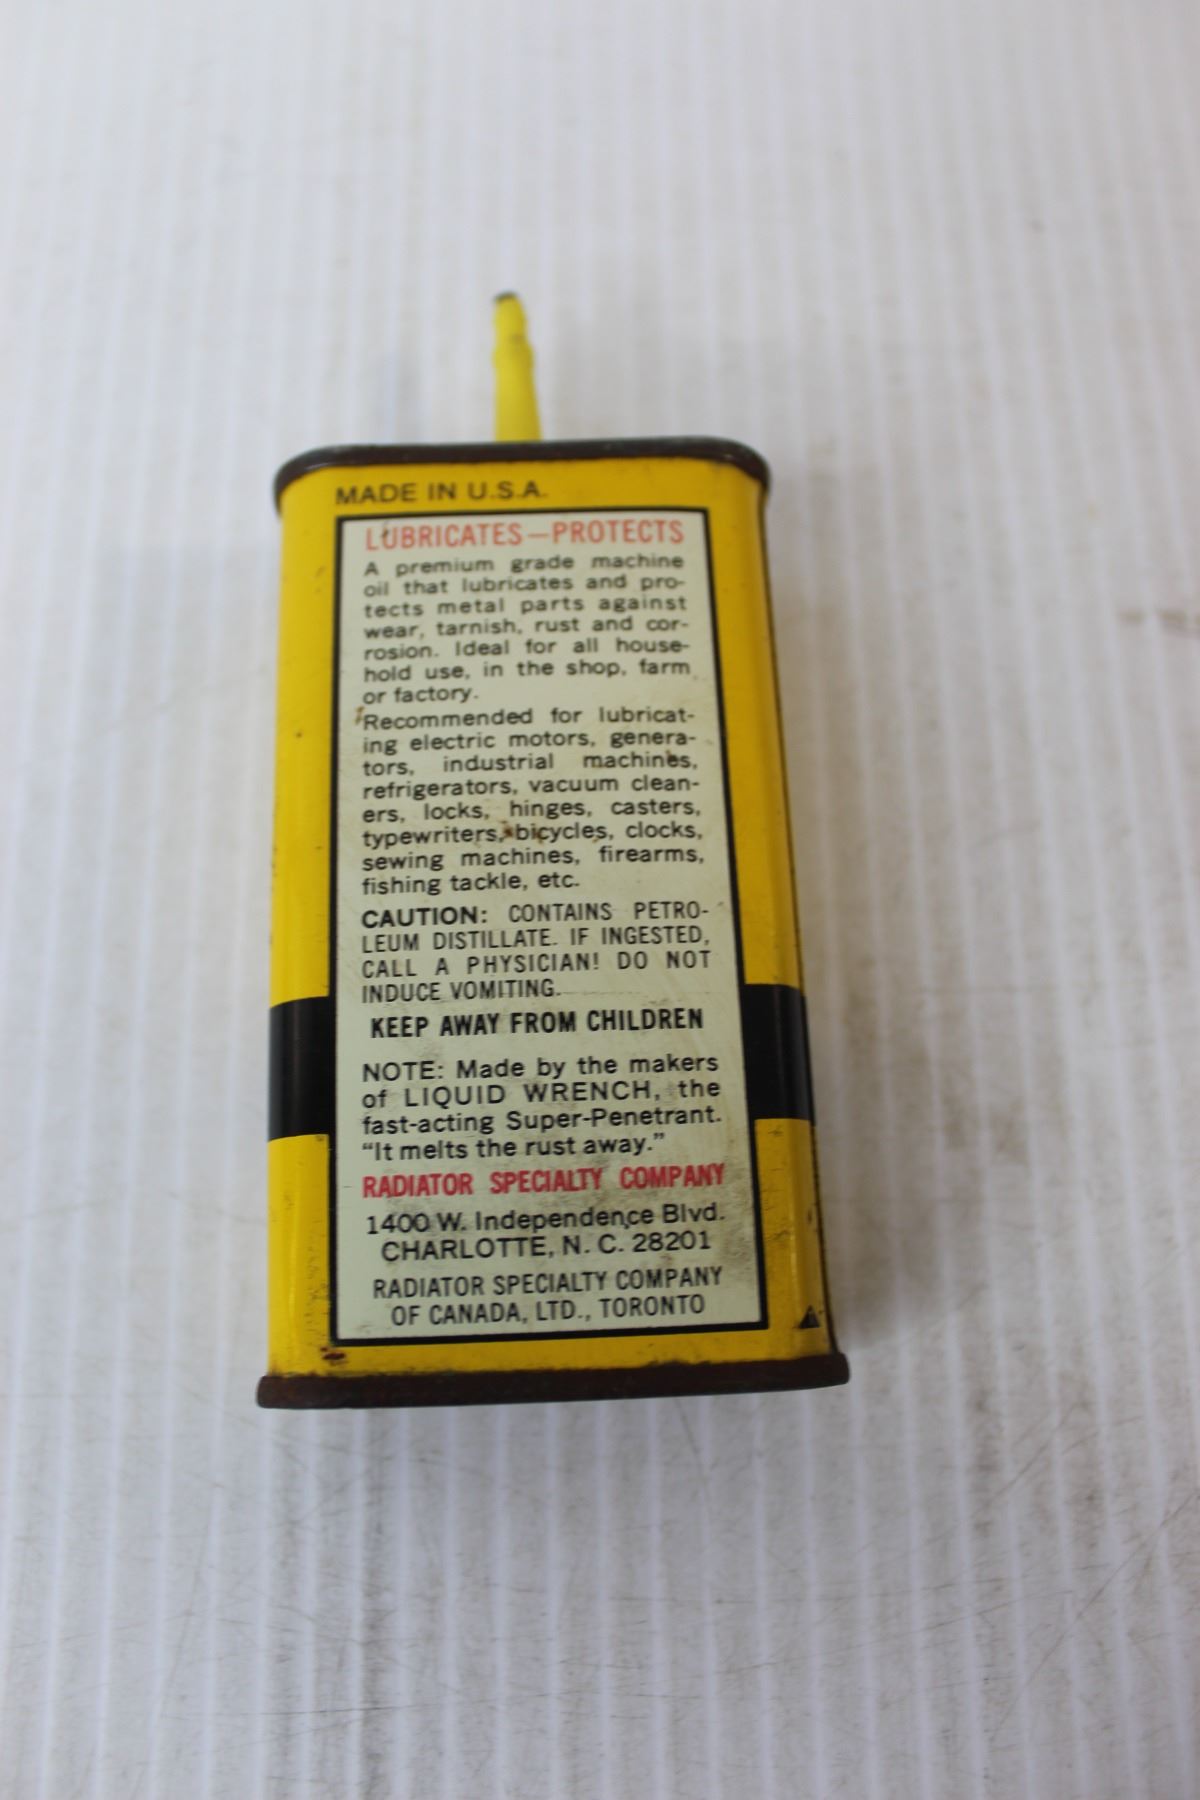 MADE IN U.S.A.
LUBRICATES—PROTECTS
A premium grade machine
oil that lubricates and pro-
tects metal parts against
wear, tarnish, rust and cor-
rosion. Ideal for all house-
hold use, in the shop, farm
or factory.
Recommended for lubricat-
ing electric motors, genera-
tors, industrial machines,
refrigerators, vacuum clean-
ers, locks, hinges, casters,
typewriters, bicycles, clocks,
sewing machines, firearms,
fishing tackle, etc.
CAUTION: CONTAINS PETRO-
LEUM DISTILLATE. IF INGESTED,
CALL A PHYSICIAN! DO NOT
INDUCE VOMITING.
KEEP AWAY FROM CHILDREN
NOTE: Made by the makers
of LIQUID WRENCH, the
fast-acting Super-Penetrant.
“It melts the rust away.”
RADIATOR SPECIALTY COMPANY
1400 W. Independence Blvd.
CHARLOTTE, N. C. 28201
RADIATOR SPECIALTY COMPANY
OF CANADA, LTD., TORONTO